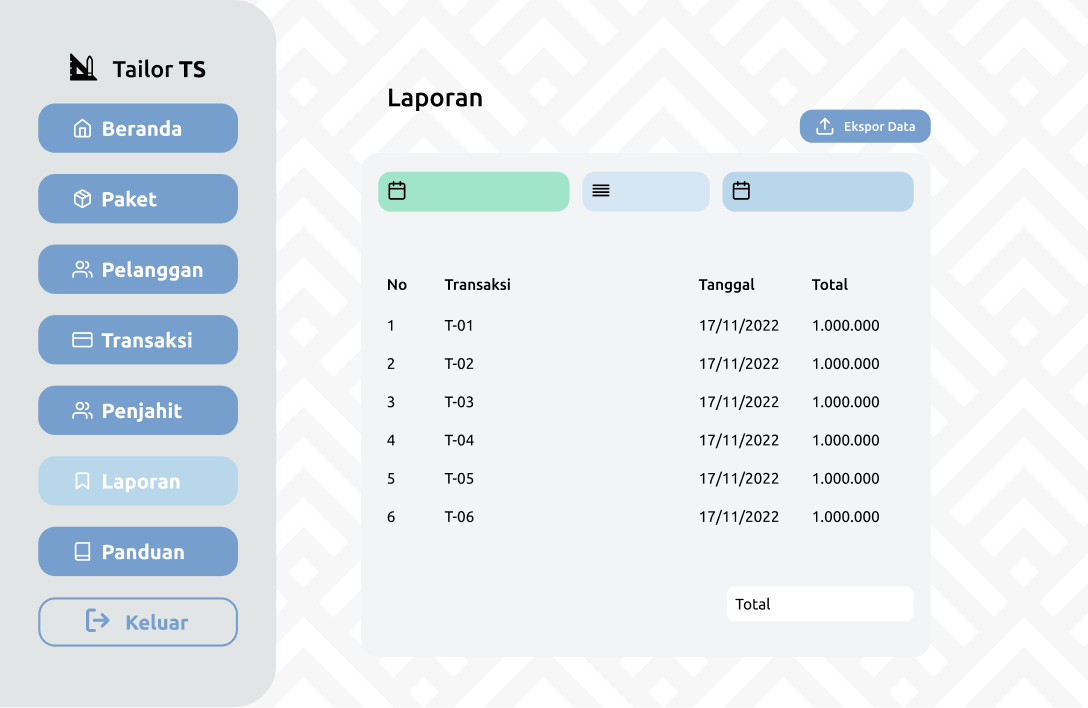 Tailor TS
Beranda
Paket
Pelanggan
Transaksi
Penjahit
Laporan
Panduan
Keluar
Laporan
Ekspor Data
No Transaksi Tanggal Total
1 T-01 17/11/2022 1.000.000
2 T-02 17/11/2022 1.000.000
3 T-03 17/11/2022 1.000.000
4 T-04 17/11/2022 1.000.000
5 T-05 17/11/2022 1.000.000
6 T-06 17/11/2022 1.000.000
Total